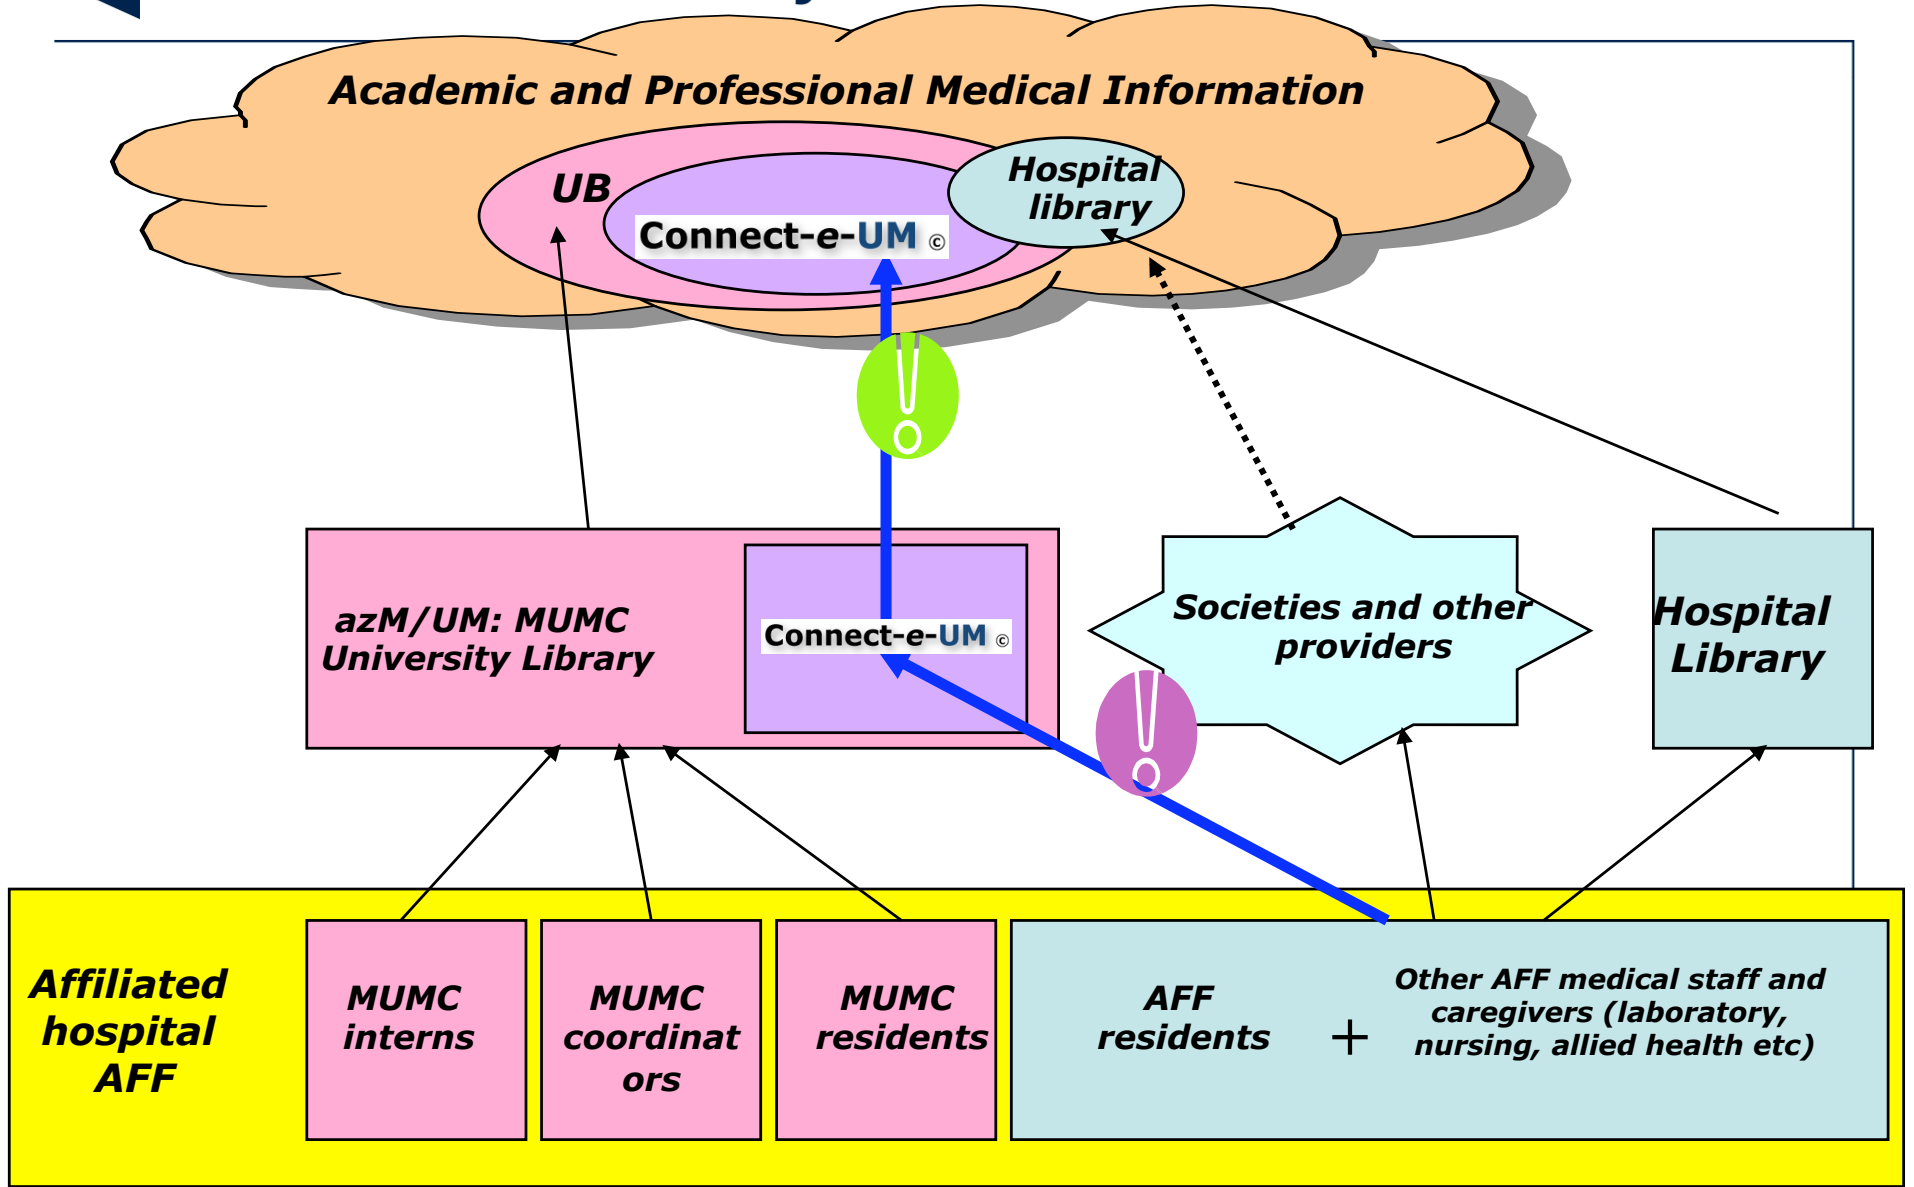 Academic and Professional Medical Information
UB
Hospital
library
Connect-e-UM ©
azM/UM: MUMC
University Library
Connect-e-UM ©
Societies and other
providers
Hospital
Library
Affiliated
hospital
AFF
MUMC
interns
MUMC
coordinat
ors
MUMC
residents
AFF
residents
+
Other AFF medical staff and
caregivers (laboratory,
nursing, allied health etc)